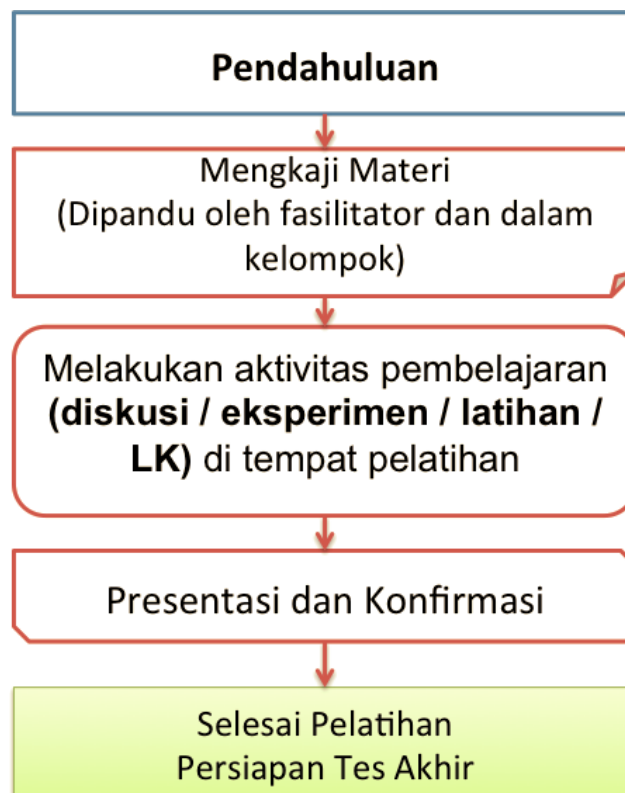 Pendahuluan
Mengkaji Materi
(Dipandu oleh fasilitator dan dalam
kelompok)
Melakukan aktivitas pembelajaran
(diskusi / eksperimen / latihan /
LK) di tempat pelatihan
Presentasi dan Konfirmasi
Selesai Pelatihan
Persiapan Tes Akhir